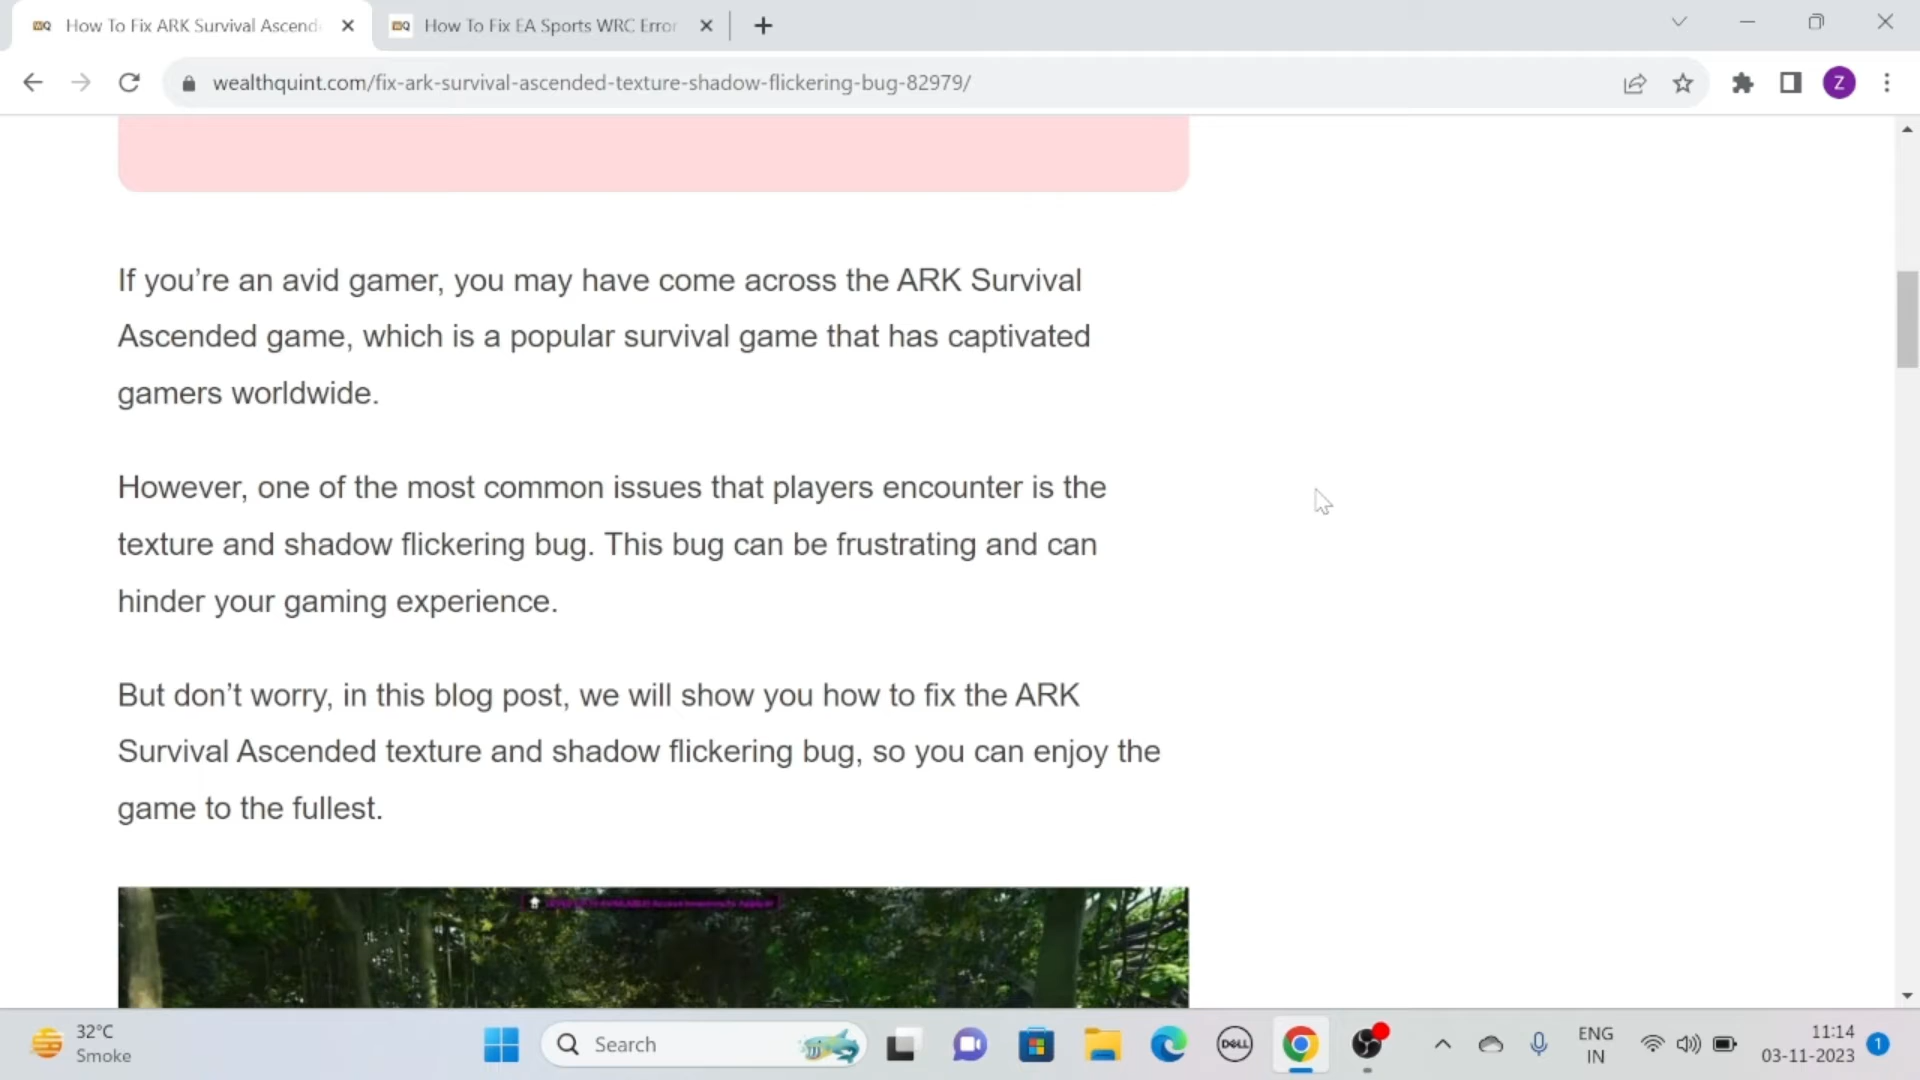 How To Fix ARK Survival Ascend
How To Fix EA Sports WRC Error
wealthquint.com/fix-ark-survival-ascended-texture-shadow-flickering-bug-82979/
Z
If you’re an avid gamer, you may have come across the ARK Survival
Ascended game, which is a popular survival game that has captivated
gamers worldwide.
However, one of the most common issues that players encounter is the
texture and shadow flickering bug. This bug can be frustrating and can
hinder your gaming experience.
But don’t worry, in this blog post, we will show you how to fix the ARK
Survival Ascended texture and shadow flickering bug, so you can enjoy the
game to the fullest.
32°C
Smoke
Search
DELL
ENG
IN
11:14
03-11-2023
1